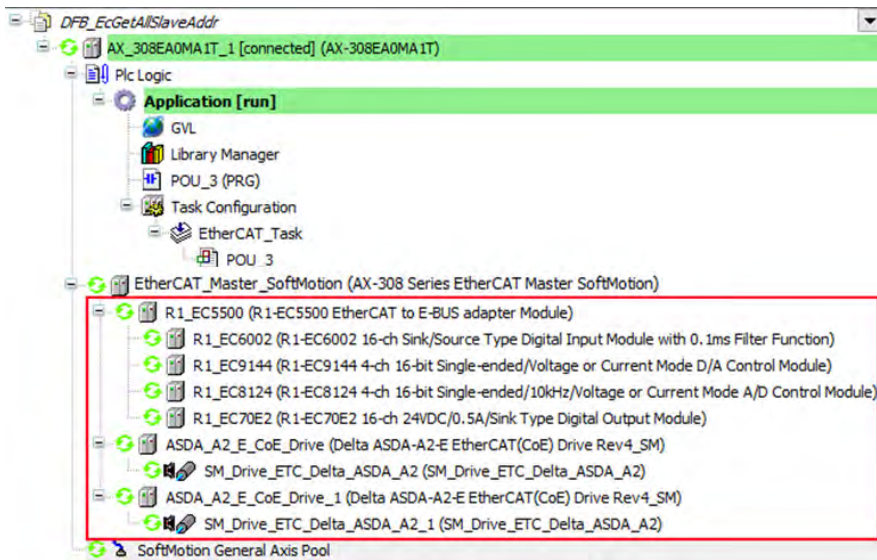 DFB_EcGetAllSlaveAddr
AX_308EA0MA1T_1 [connected] (AX-308EA0MA1T)
Plc Logic
Application [run]
GVL
Library Manager
POU_3 (PRG)
Task Configuration
EtherCAT_Task
POU_3
EtherCAT_Master_SoftMotion (AX-308 Series EtherCAT Master SoftMotion)
R1_EC5500 (R1-EC5500 EtherCAT to E-BUS adapter Module)
R1_EC6002 (R1-EC6002 16-ch Sink/Source Type Digital Input Module with 0.1ms Filter Function)
R1_EC9144 (R1-EC9144 4-ch 16-bit Single-ended/Voltage or Current Mode D/A Control Module)
R1_EC8124 (R1-EC8124 4-ch 16-bit Single-ended/10kHz/Voltage or Current Mode A/D Control Module)
R1_EC70E2 (R1-EC70E2 16-ch 24VDC/0.5A/Sink Type Digital Output Module)
ASDA_A2_E_CoE_Drive (Delta ASDA-A2-E EtherCAT(CoE) Drive Rev4_SM)
SM_Drive_ETC_Delta_ASDA_A2 (SM_Drive_ETC_Delta_ASDA_A2)
ASDA_A2_E_CoE_Drive_1 (Delta ASDA-A2-E EtherCAT(CoE) Drive Rev4_SM)
SM_Drive_ETC_Delta_ASDA_A2_1 (SM_Drive_ETC_Delta_ASDA_A2)
SoftMotion General Axis Pool